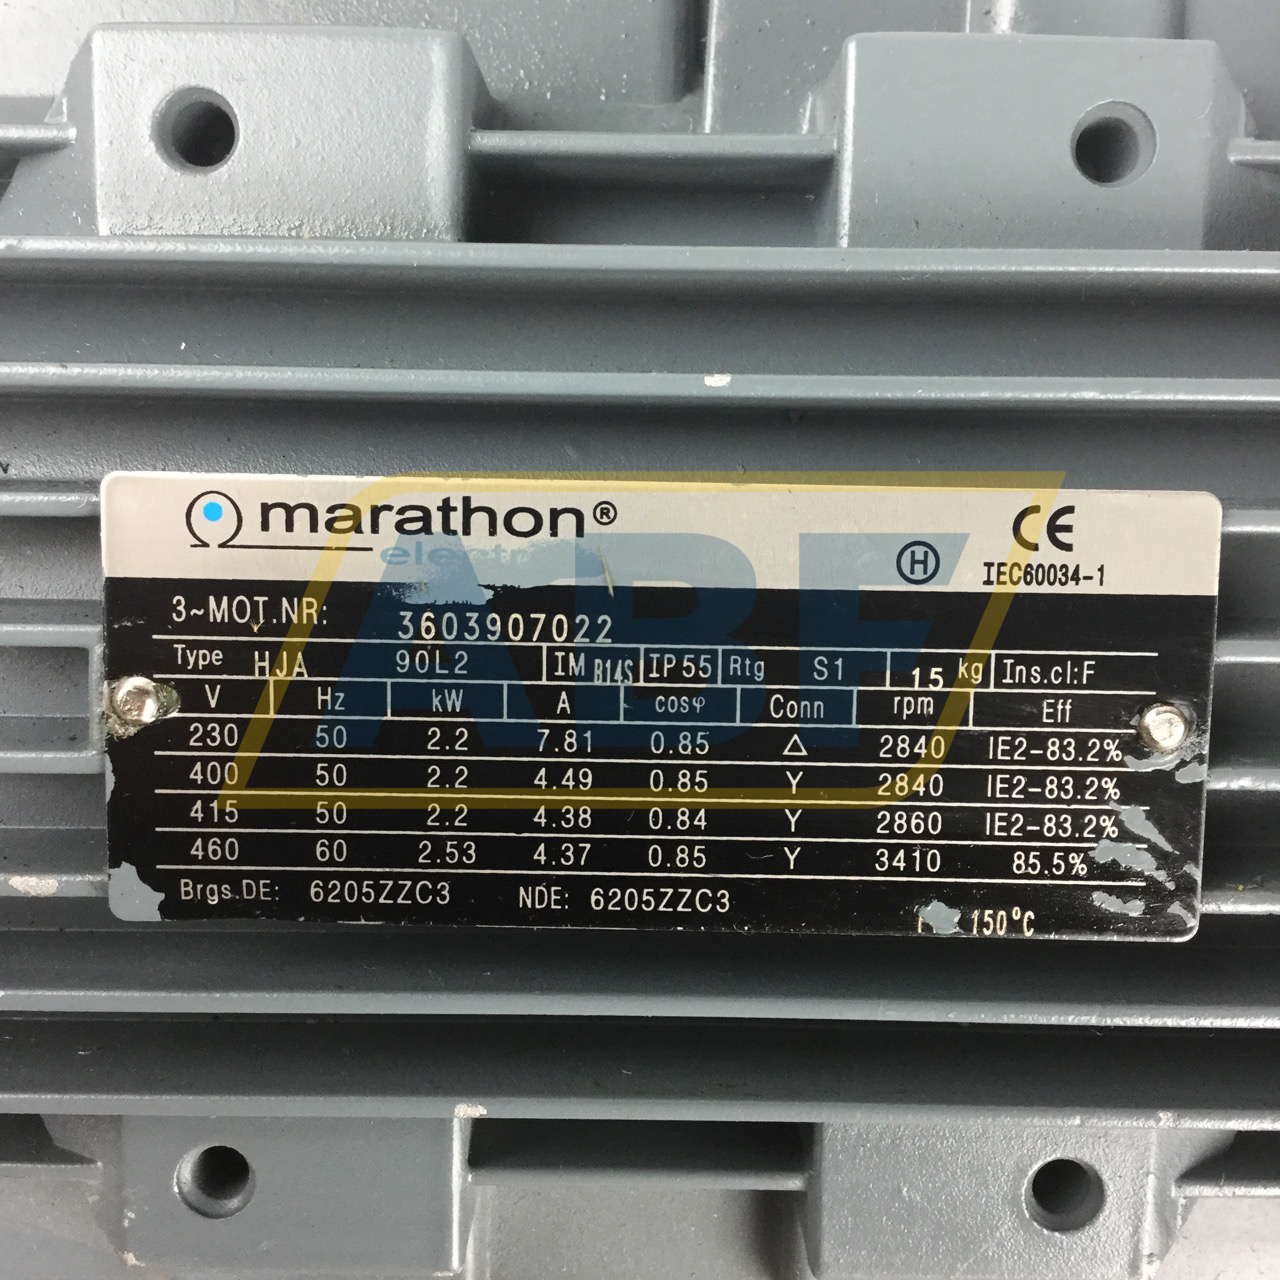 marathon®
electr
CE
H
IEC60034-1
3~MOT.NR: 3603907022
Type HJA 90L2 IM B14S IP55 Rtg S1 15 kg Ins.cl:F
V Hz kW A cosφ Conn rpm Eff
230 50 2.2 7.81 0.85 △ 2840 IE2-83.2%
400 50 2.2 4.49 0.85 Y 2840 IE2-83.2%
415 50 2.2 4.38 0.84 Y 2860 IE2-83.2%
460 60 2.53 4.37 0.85 Y 3410 85.5%
Brgs.DE: 6205ZZC3 NDE: 6205ZZC3
150°C
ABF